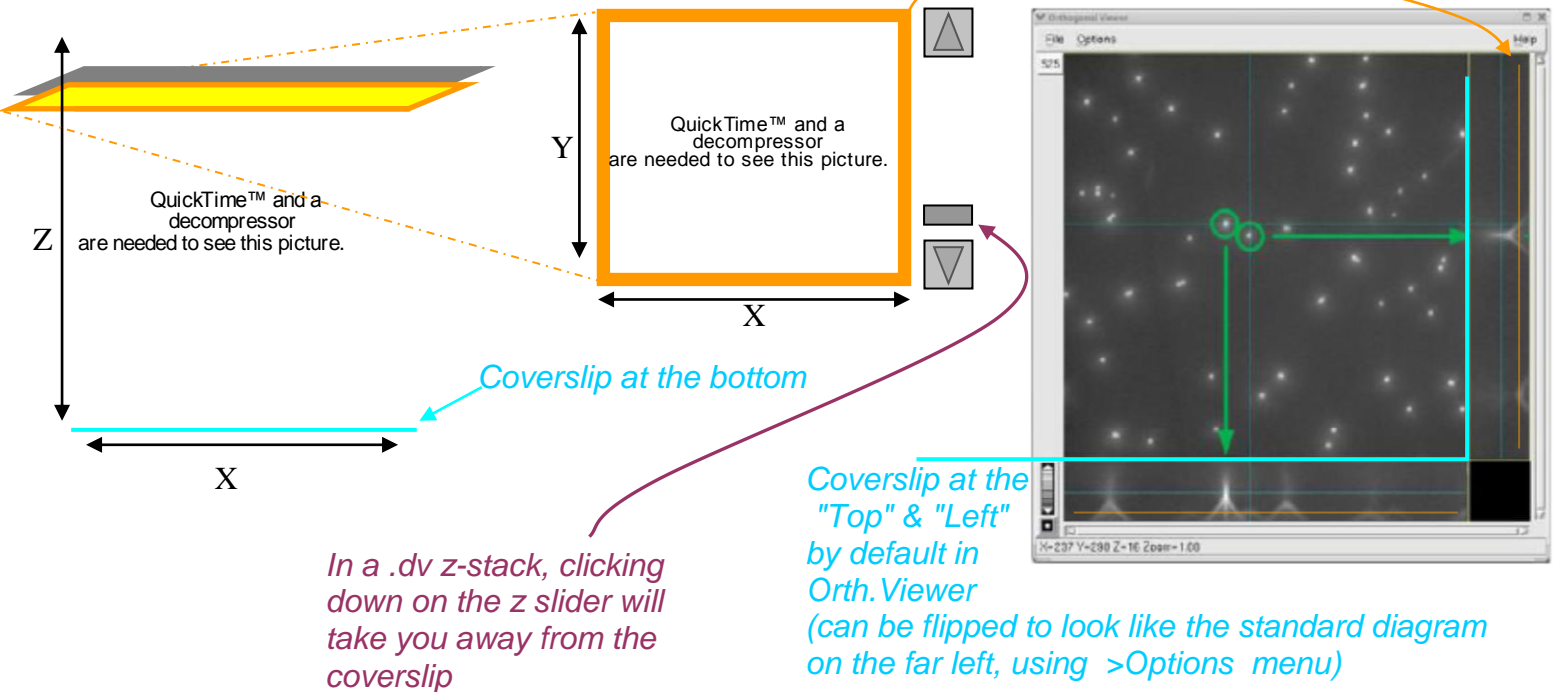 Z
QuickTime™ and a
decompressor
are needed to see this picture.
X
Coverslip at the bottom
Y
QuickTime™ and a
decompressor
are needed to see this picture.
X
In a .dv z-stack, clicking
down on the z slider will
take you away from the
coverslip
Orthogonal Viewer
File Options Help
525
X=237 Y=290 Z=16 Zoom=1.00
Coverslip at the
"Top" & "Left"
by default in
Orth.Viewer
(can be flipped to look like the standard diagram
on the far left, using >Options menu)